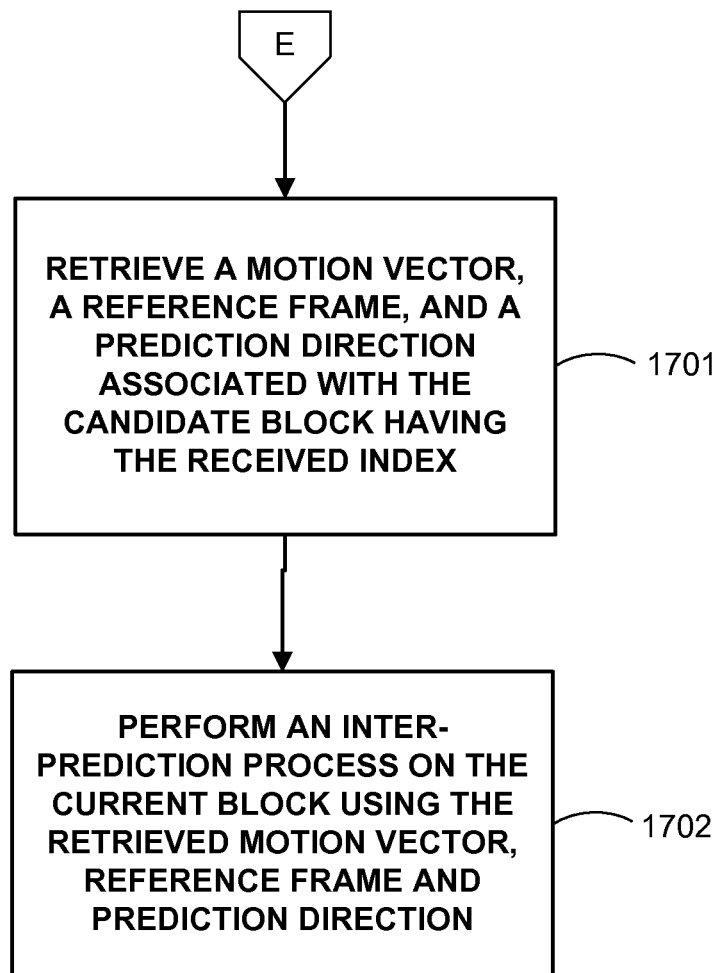 E
RETRIEVE A MOTION VECTOR,
A REFERENCE FRAME, AND A
PREDICTION DIRECTION
ASSOCIATED WITH THE
CANDIDATE BLOCK HAVING
THE RECEIVED INDEX
1701
PERFORM AN INTER-
PREDICTION PROCESS ON THE
CURRENT BLOCK USING THE
RETRIEVED MOTION VECTOR,
REFERENCE FRAME AND
PREDICTION DIRECTION
1702